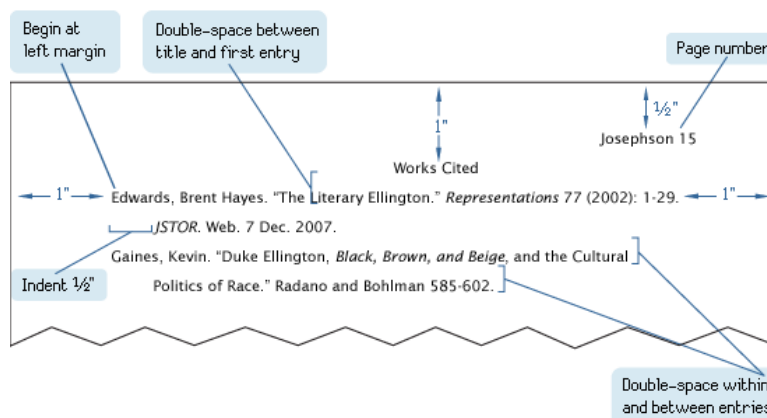 Begin at
left margin
Double-space between
title and first entry
Page number
1"
½"
Josephson 15
Works Cited
1"
Edwards, Brent Hayes. “The Literary Ellington.” Representations 77 (2002): 1-29.
1"
JSTOR. Web. 7 Dec. 2007.
Gaines, Kevin. “Duke Ellington, Black, Brown, and Beige, and the Cultural
Indent ½"
Politics of Race.” Radano and Bohlman 585-602.
Double-space within
and between entries